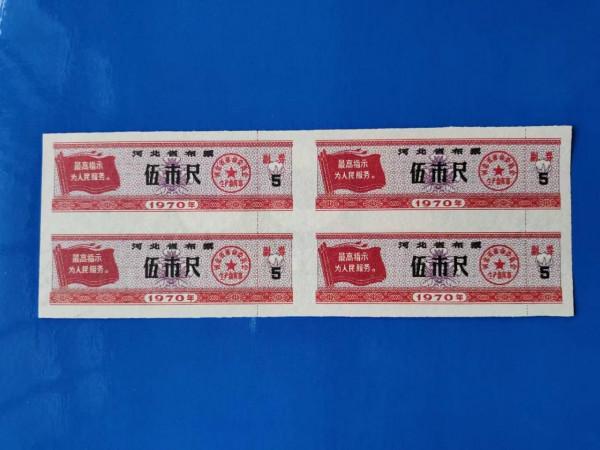 河北省布票
最高指示
为人民服务。
伍市尺
副券
5
1970年
河北省布票
最高指示
为人民服务。
伍市尺
副券
5
1970年
河北省布票
最高指示
为人民服务。
伍市尺
副券
5
1970年
河北省布票
最高指示
为人民服务。
伍市尺
副券
5
1970年